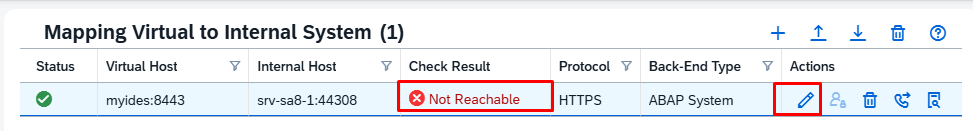 Mapping Virtual to Internal System (1)
Status Virtual Host Internal Host Check Result Protocol Back-End Type Actions
myides:8443 srv-sa8-1:44308 Not Reachable HTTPS ABAP System